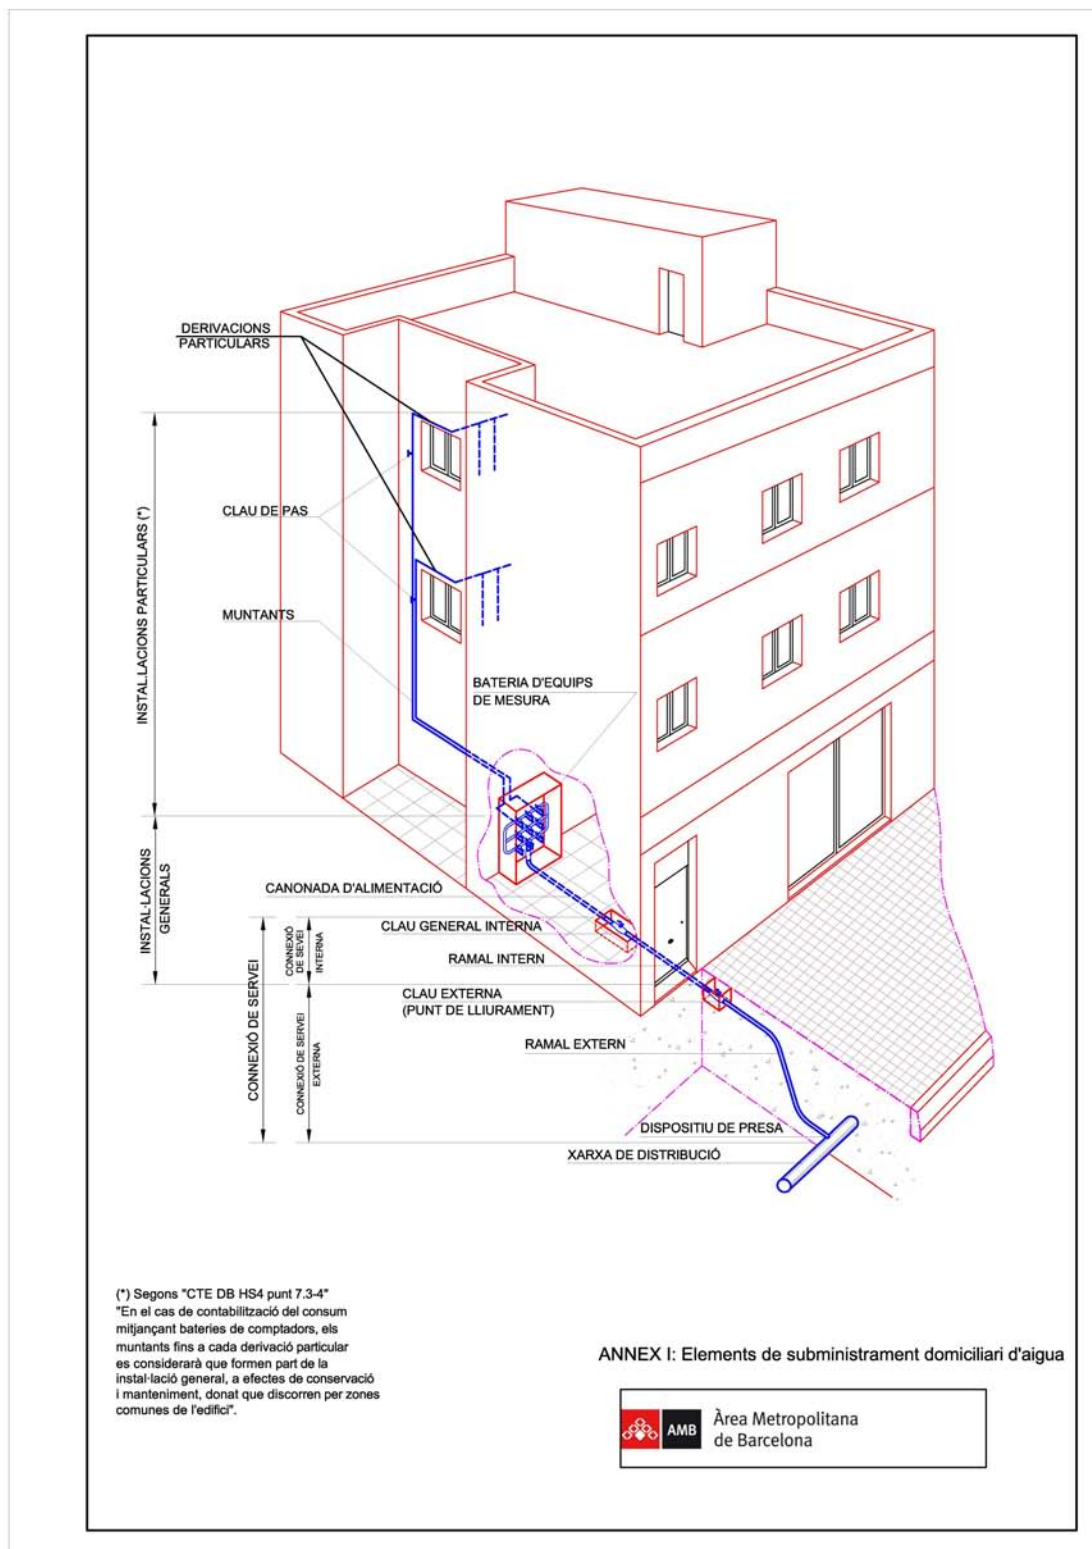 DERIVACIONS
PARTICULARS
CLAU DE PAS
INSTAL.LACIONS PARTICULARS (*)
MUNTANTS
BATERIA D'EQUIPS
DE MESURA
INSTAL·LACIONS
GENERALS
CANONADA D'ALIMENTACIÓ
CLAU GENERAL INTERNA
CONNEXIÓ
DE SEVEI
INTERNA
RAMAL INTERN
CLAU EXTERNA
(PUNT DE LLIURAMENT)
CONNEXIÓ DE SERVEI
CONNEXIÓ DE SERVEI
EXTERNA
RAMAL EXTERN
DISPOSITIU DE PRESA
XARXA DE DISTRIBUCIÓ
(*) Segons "CTE DB HS4 punt 7.3-4"
"En el cas de contabilització del consum
mitjançant bateries de comptadors, els
muntants fins a cada derivació particular
es considerarà que formen part de la
instal·lació general, a efectes de conservació
i manteniment, donat que discorren per zones
comunes de l'edifici".
ANNEX I: Elements de subministrament domiciliari d'aigua
AMB
Àrea Metropolitana
de Barcelona